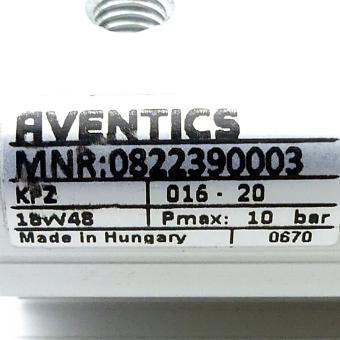 AVENTICS
MNR:0822390003
KPZ 016 - 20
18W48 Pmax: 10 bar
Made in Hungary 0670